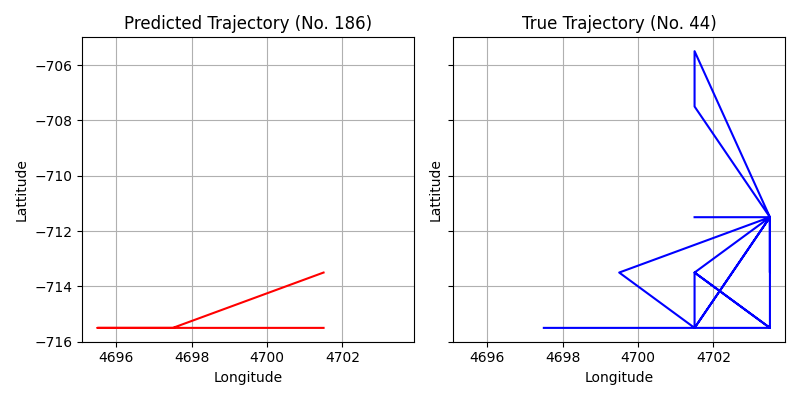 Predicted Trajectory (No. 186)
True Trajectory (No. 44)
−706
−708
−710
−712
−714
−716
Lattitude
Lattitude
4696
4698
4700
4702
4696
4698
4700
4702
Longitude
Longitude